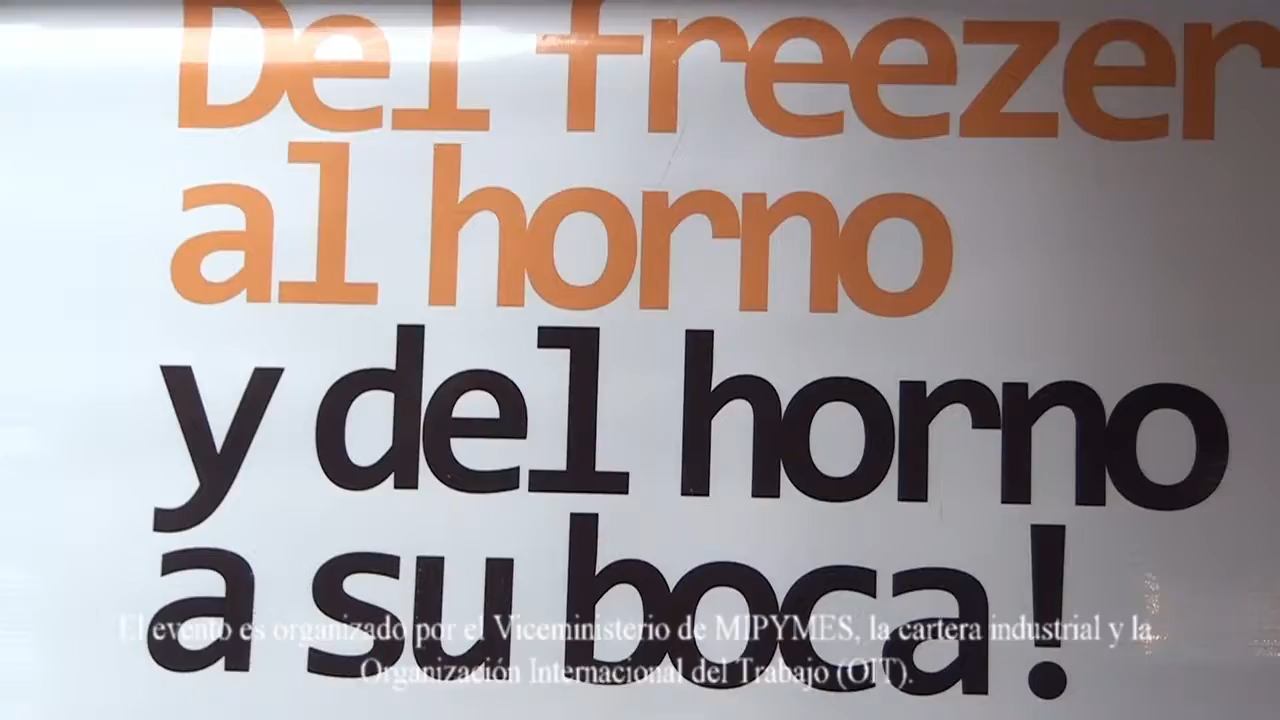 Del freezer
al horno
y del horno
a su boca!
El evento es organizado por el Viceministerio de MIPYMES, la cartera industrial y la
Organización Internacional del Trabajo (OIT).